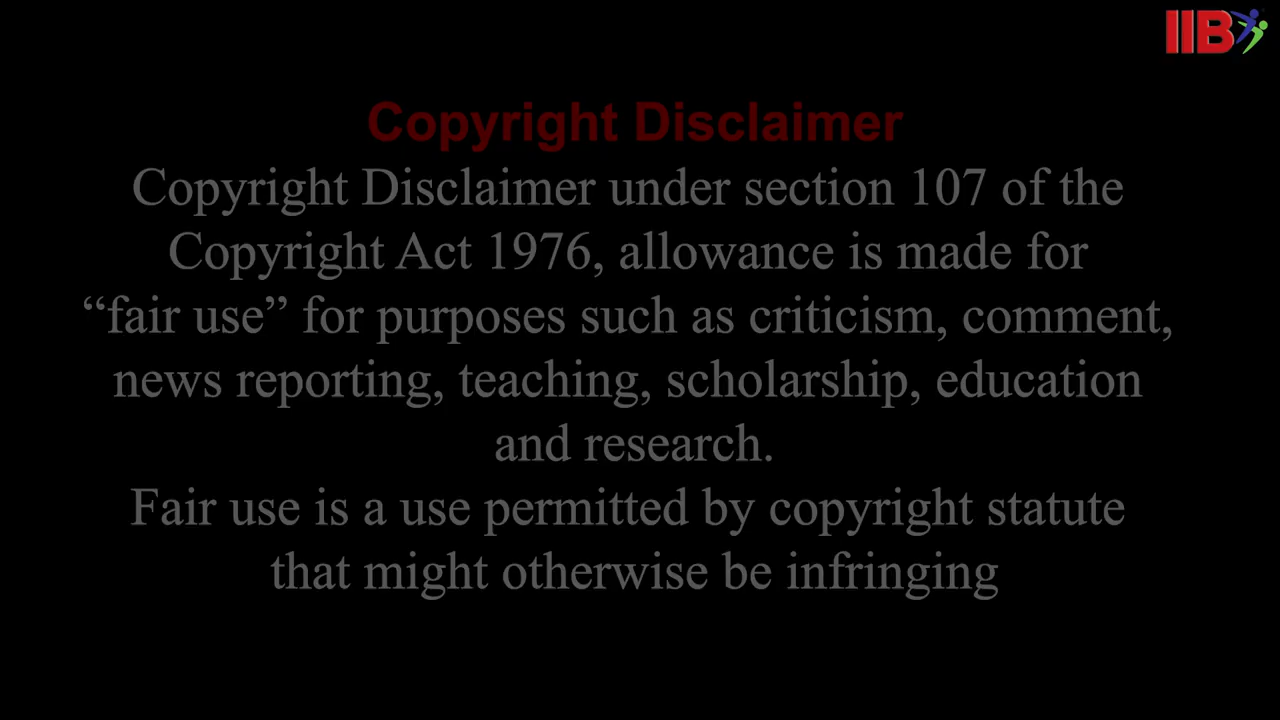 IIB
Copyright Disclaimer
Copyright Disclaimer under section 107 of the
Copyright Act 1976, allowance is made for
“fair use” for purposes such as criticism, comment,
news reporting, teaching, scholarship, education
and research.
Fair use is a use permitted by copyright statute
that might otherwise be infringing